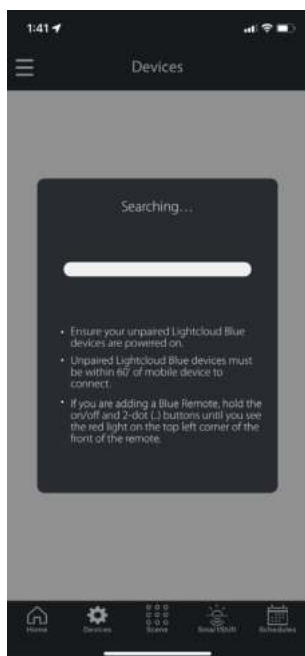 1:41
Devices
Searching...
• Ensure your unpaired Lightcloud Blue
devices are powered on.
• Unpaired Lightcloud Blue devices must
be within 60' of mobile device to
connect.
• If you are adding a Blue Remote, hold the
on/off and 2-dot (..) buttons until you see
the red light on the top left corner of the
front of the remote.
Home Devices Scene SmartShift Schedules